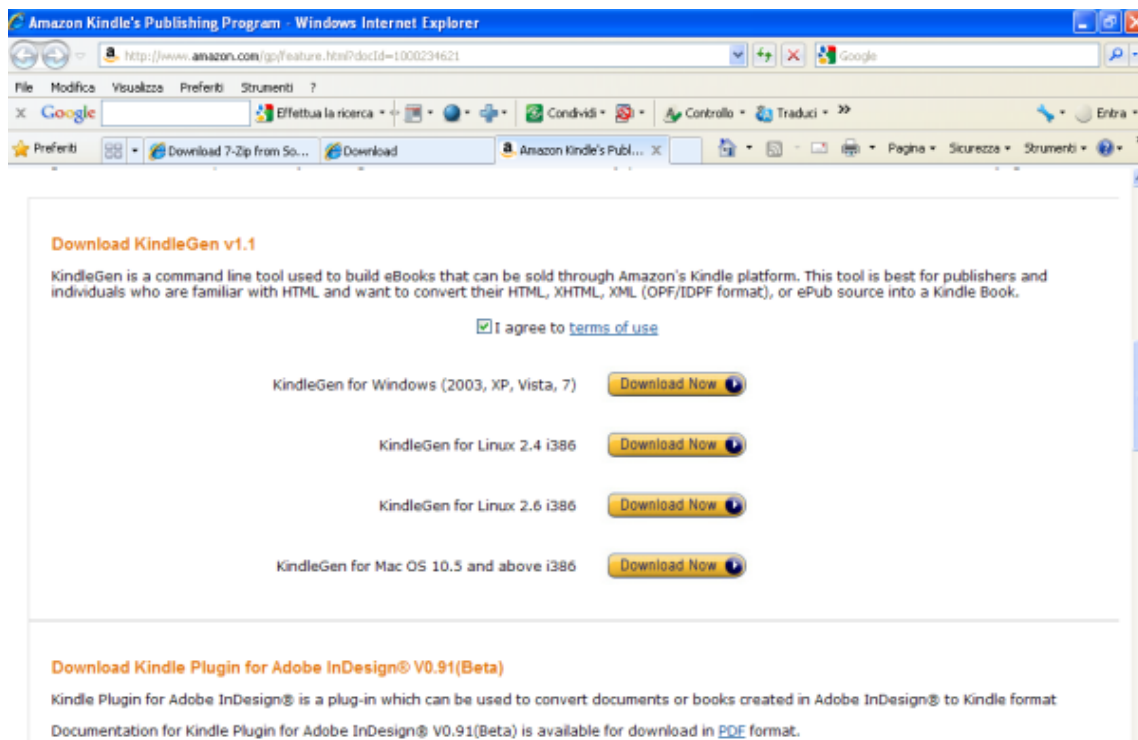 Amazon Kindle's Publishing Program - Windows Internet Explorer
http://www.amazon.com/gp/feature.html?docId=1000234621
Google
File Modifica Visualizza Preferiti Strumenti ?
x Google Effettua la ricerca Condividi Controllo Traduci » Entra
Preferiti Download 7-Zip from So... Download Amazon Kindle's Publ... X Pagina Sicurezza Strumenti
Download KindleGen v1.1
KindleGen is a command line tool used to build eBooks that can be sold through Amazon's Kindle platform. This tool is best for publishers and
individuals who are familiar with HTML and want to convert their HTML, XHTML, XML (OPF/IDPF format), or ePub source into a Kindle Book.
I agree to terms of use
KindleGen for Windows (2003, XP, Vista, 7) Download Now
KindleGen for Linux 2.4 i386 Download Now
KindleGen for Linux 2.6 i386 Download Now
KindleGen for Mac OS 10.5 and above i386 Download Now
Download Kindle Plugin for Adobe InDesign® V0.91(Beta)
Kindle Plugin for Adobe InDesign® is a plug-in which can be used to convert documents or books created in Adobe InDesign® to Kindle format
Documentation for Kindle Plugin for Adobe InDesign® V0.91(Beta) is available for download in PDF format.